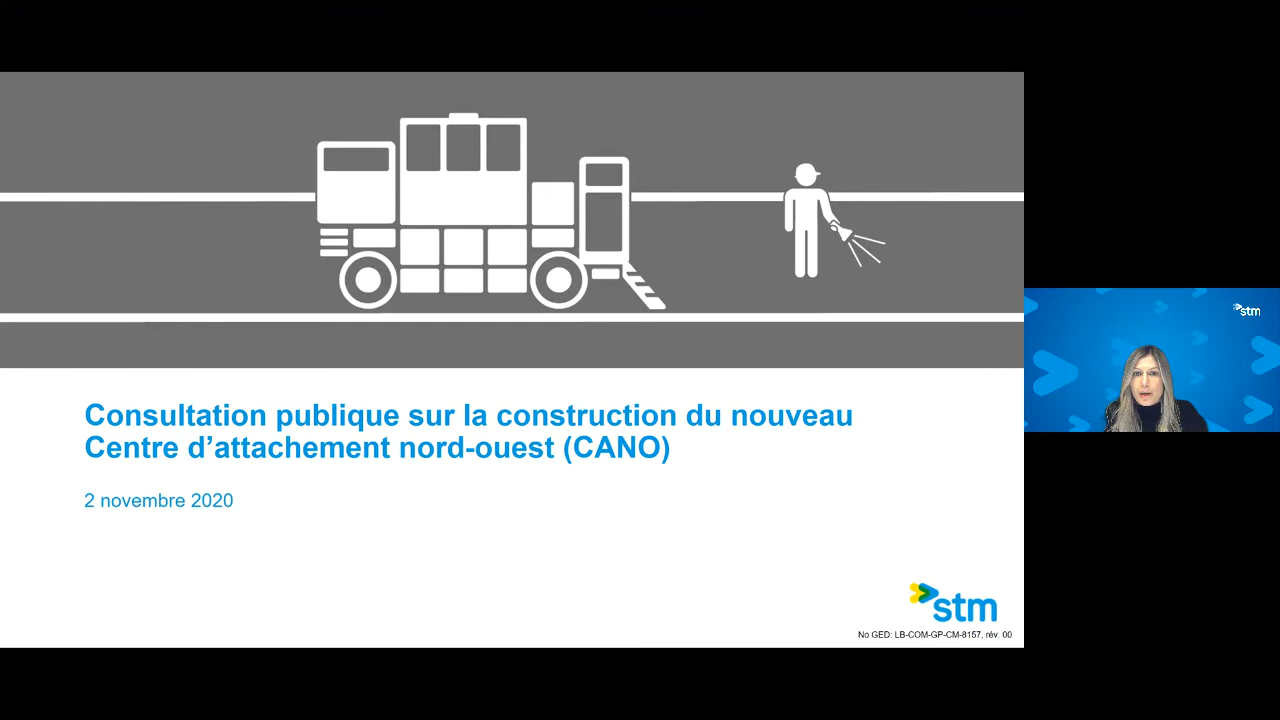 Consultation publique sur la construction du nouveau
Centre d’attachement nord-ouest (CANO)
2 novembre 2020
stm
No GED: LB-COM-GP-CM-8157, rév. 00
stm